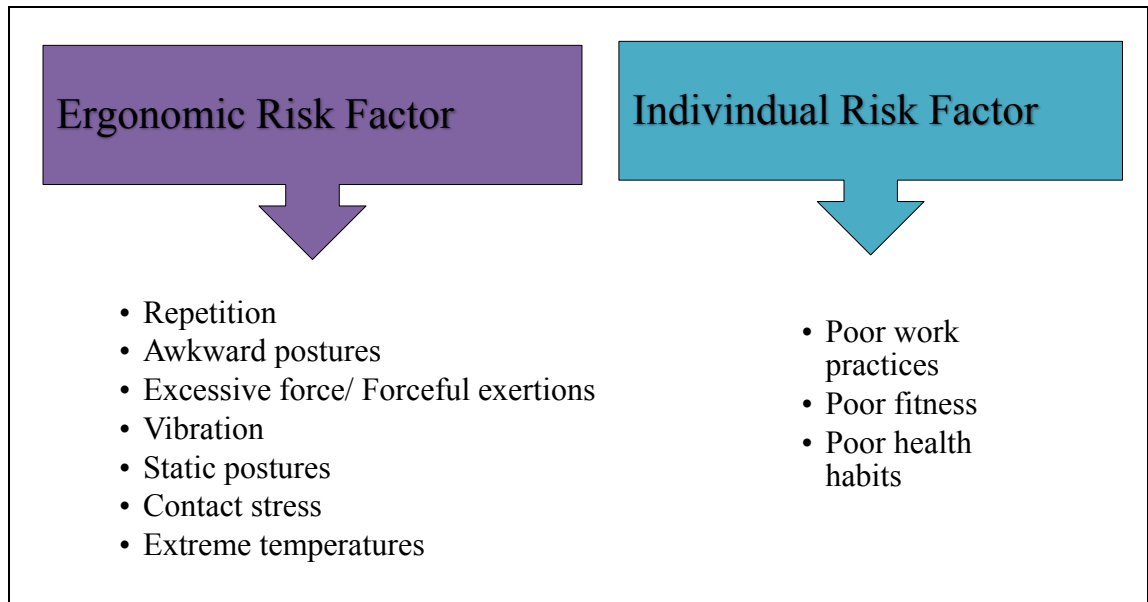 Ergonomic Risk Factor
• Repetition
• Awkward postures
• Excessive force/ Forceful exertions
• Vibration
• Static postures
• Contact stress
• Extreme temperatures
Indivindual Risk Factor
• Poor work
practices
• Poor fitness
• Poor health
habits